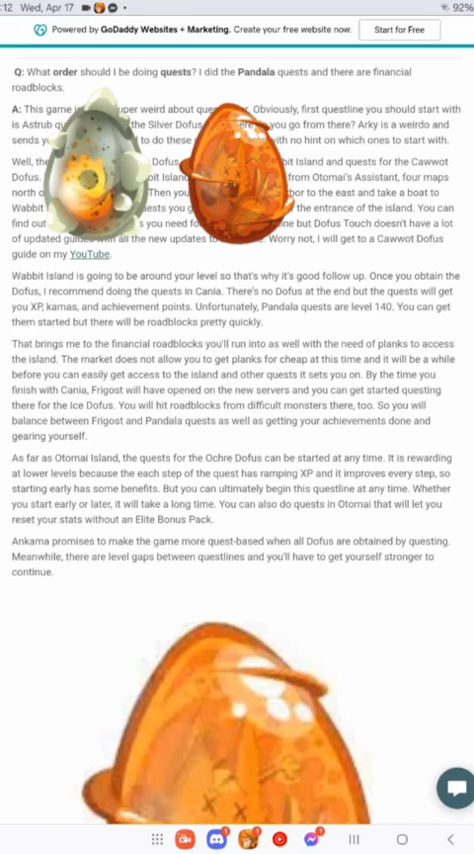 :12 Wed, Apr 17
92%
Powered by GoDaddy Websites + Marketing. Create your free website now.
Start for Free
Q: What order should I be doing quests? I did the Pandala quests and there are financial
roadblocks.
A: This game uper weird about que Obviously, first questline you should start with
is Astrub qu the Silver Dofus ere you go from there? Arky is a weirdo and
sends y to do these with no hint on which ones to start with.
Well, the Dofus bit Island and quests for the Cawwot
Dofus. bit Island from Otomai's Assistant, four maps
north o Then you bor to the east and take a boat to
Wabbit ests you g the entrance of the island. You can
find out s you need fo ine but Dofus Touch doesn't have a lot
of updated guides with all the new updates to Worry not, I will get to a Cawwot Dofus
guide on my YouTube.
Wabbit Island is going to be around your level so that's why it's good follow up. Once you obtain the
Dofus, I recommend doing the quests in Cania. There's no Dofus at the end but the quests will get
you XP, kamas, and achievement points. Unfortunately, Pandala quests are level 140. You can get
them started but there will be roadblocks pretty quickly.
That brings me to the financial roadblocks you'll run into as well with the need of planks to access
the island. The market does not allow you to get planks for cheap at this time and it will be a while
before you can easily get access to the island and other quests it sets you on. By the time you
finish with Cania, Frigost will have opened on the new servers and you can get started questing
there for the Ice Dofus. You will hit roadblocks from difficult monsters there, too. So you will
balance between Frigost and Pandala quests as well as getting your achievements done and
gearing yourself.
As far as Otomai Island, the quests for the Ochre Dofus can be started at any time. It is rewarding
at lower levels because the each step of the quest has ramping XP and it improves every step, so
starting early has some benefits. But you can ultimately begin this questline at any time. Whether
you start early or later, it will take a long time. You can also do quests in Otomai that will let you
reset your stats without an Elite Bonus Pack.
Ankama promises to make the game more quest-based when all Dofus are obtained by questing.
Meanwhile, there are level gaps between questlines and you'll have to get yourself stronger to
continue.